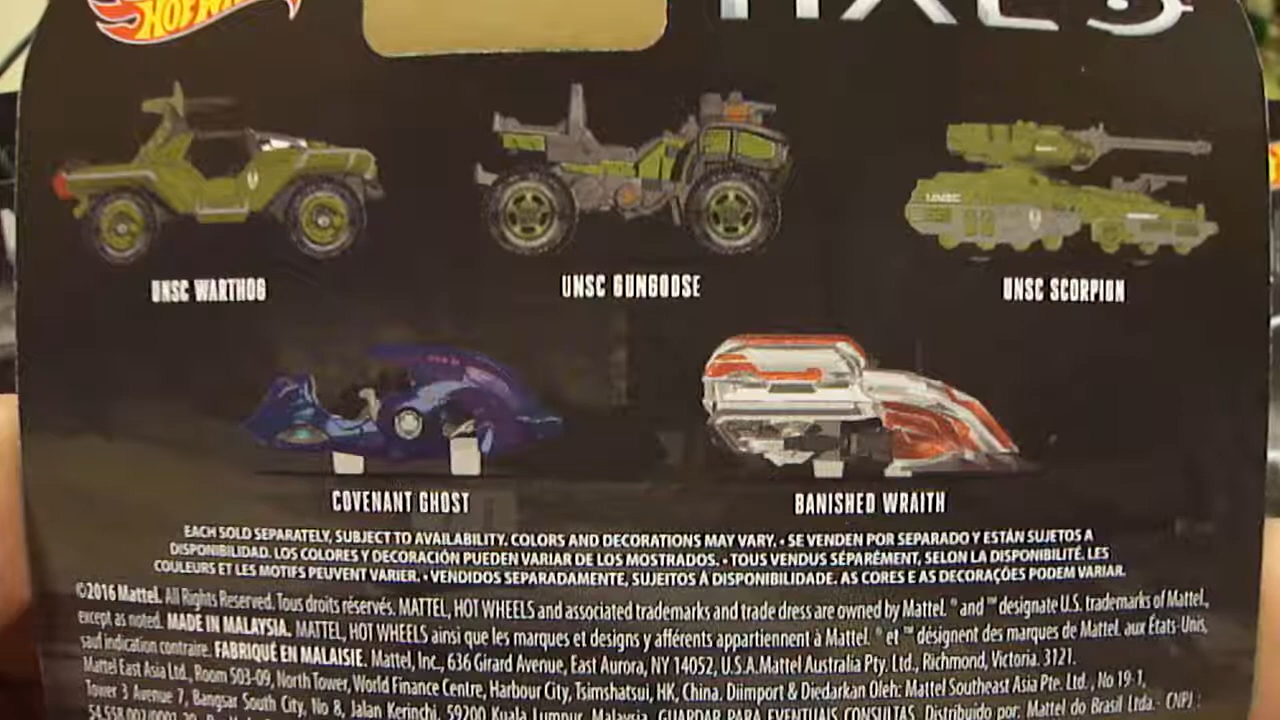 HOT WHEELS
HALO
UNSC
UNSC WARTHOG
UNSC GUNGOOSE
UNSC SCORPION
COVENANT GHOST
BANISHED WRAITH
EACH SOLD SEPARATELY, SUBJECT TO AVAILABILITY. COLORS AND DECORATIONS MAY VARY. • SE VENDEN POR SEPARADO Y ESTÁN SUJETOS A
DISPONIBILIDAD. LOS COLORES Y DECORACIÓN PUEDEN VARIAR DE LOS MOSTRADOS. • TOUS VENDUS SÉPARÉMENT, SELON LA DISPONIBILITÉ. LES
COULEURS ET LES MOTIFS PEUVENT VARIER. • VENDIDOS SEPARADAMENTE, SUJEITOS À DISPONIBILIDADE. AS CORES E AS DECORAÇÕES PODEM VARIAR.
©2016 Mattel. All Rights Reserved. Tous droits réservés. MATTEL, HOT WHEELS and associated trademarks and trade dress are owned by Mattel. ® and ™ designate U.S. trademarks of Mattel,
except as noted. MADE IN MALAYSIA. MATTEL, HOT WHEELS ainsi que les marques et designs y afférents appartiennent à Mattel. ® et ™ désignent des marques de Mattel aux États-Unis,
sauf indication contraire. FABRIQUÉ EN MALAISIE. Mattel, Inc., 636 Girard Avenue, East Aurora, NY 14052, U.S.A.Mattel Australia Pty. Ltd., Richmond, Victoria. 3121.
Mattel East Asia Ltd., Room 503-09, North Tower, World Finance Centre, Harbour City, Tsimshatsui, HK, China. Diimport & Diedarkan Oleh: Mattel Southeast Asia Pte. Ltd., No 19-1,
Tower 3 Avenue 7, Bangsar South City, No 8, Jalan Kerinchi, 59200 Kuala Lumpur, Malaysia. GUARDAR PARA EVENTUAIS CONSULTAS. Distribuido por: Mattel do Brasil Ltda.- CNPJ :